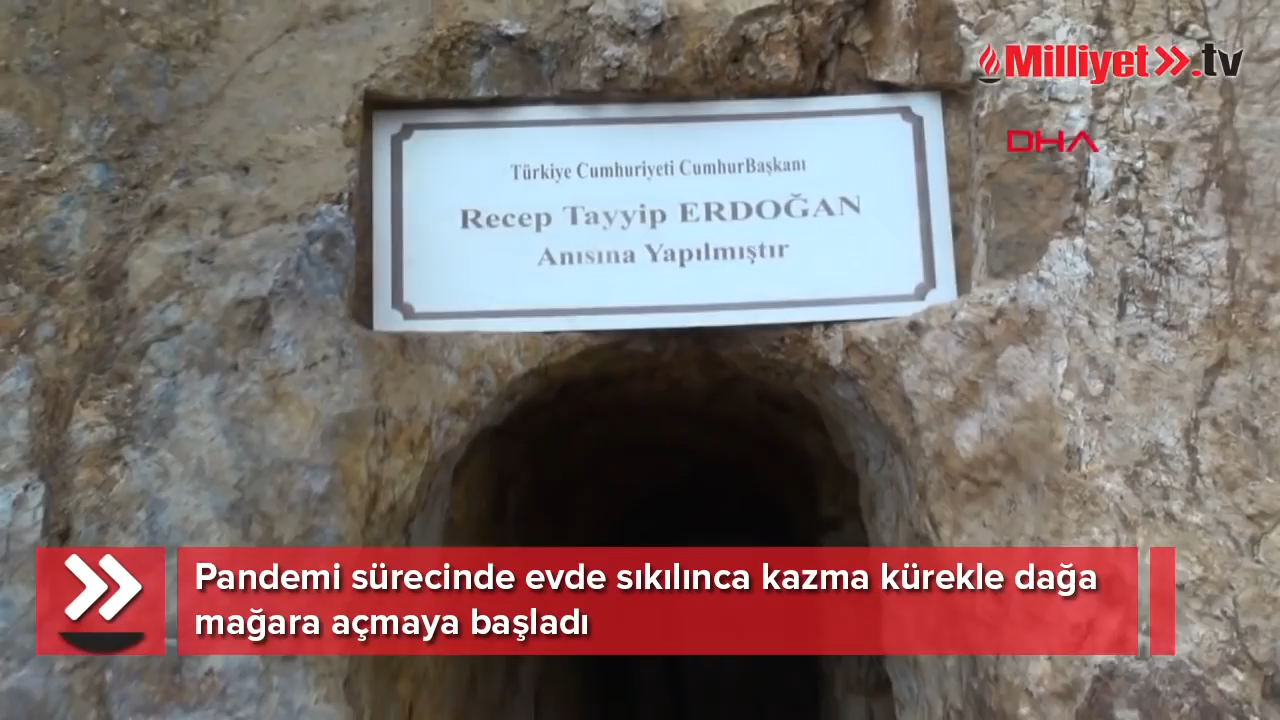 Milliyet.tv
DHA
Türkiye Cumhuriyeti CumhurBaşkanı
Recep Tayyip ERDOĞAN
Anısına Yapılmıştır
Pandemi sürecinde evde sıkılınca kazma kürekle dağa
mağara açmaya başladı